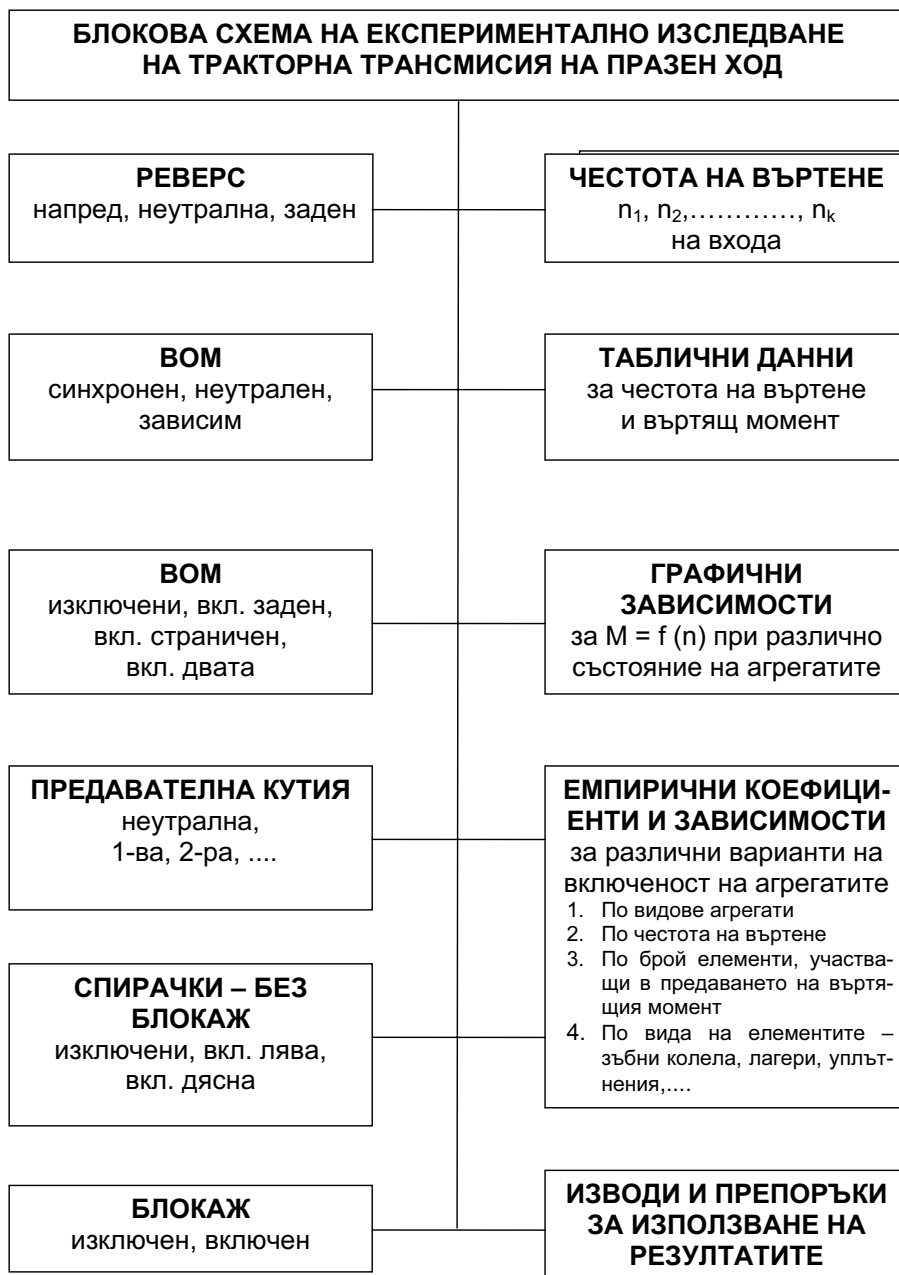 БЛОКОВА СХЕМА НА ЕКСПЕРИМЕНТАЛНО ИЗСЛЕДВАНЕ
НА ТРАКТОРНА ТРАНСМИСИЯ НА ПРАЗЕН ХОД
РЕВЕРС
напред, неутрална, заден
ЧЕСТОТА НА ВЪРТЕНЕ
n₁, n₂,…………, nₖ
на входа
ВОМ
синхронен, неутрален,
зависим
ТАБЛИЧНИ ДАННИ
за честота на въртене
и въртящ момент
ВОМ
изключени, вкл. заден,
вкл. страничен,
вкл. двата
ГРАФИЧНИ
ЗАВИСИМОСТИ
за M = f (n) при различно
състояние на агрегатите
ПРЕДАВАТЕЛНА КУТИЯ
неутрална,
1-ва, 2-ра, ....
ЕМПИРИЧНИ КОЕФИЦИ-
ЕНТИ И ЗАВИСИМОСТИ
за различни варианти на
включеност на агрегатите
1. По видове агрегати
2. По честота на въртене
3. По брой елементи, участва-
щи в предаването на въртя-
щия момент
4. По вида на елементите –
зъбни колела, лагери, уплът-
нения,....
СПИРАЧКИ – БЕЗ
БЛОКАЖ
изключени, вкл. лява,
вкл. дясна
БЛОКАЖ
изключен, включен
ИЗВОДИ И ПРЕПОРЪКИ
ЗА ИЗПОЛЗВАНЕ НА
РЕЗУЛТАТИТЕ